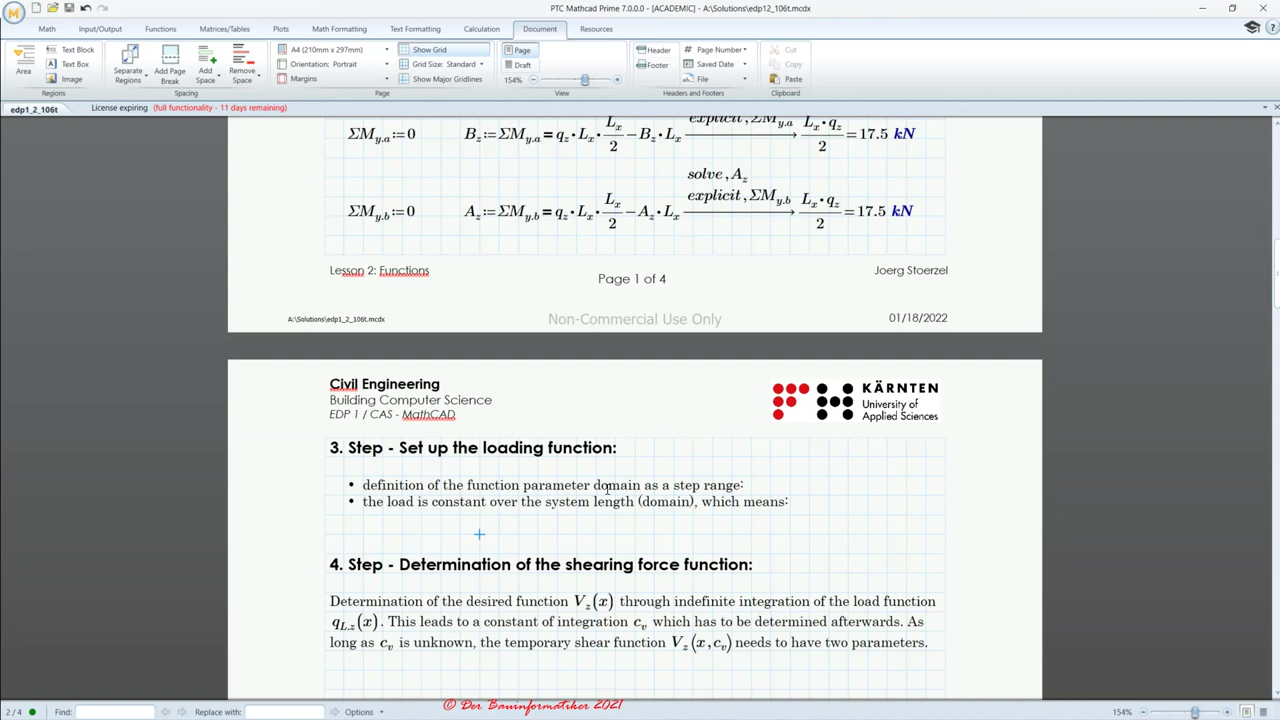 PTC Mathcad Prime 7.0.0.0 - [ACADEMIC] - A:\Solutions\edp12_106t.mcdx
Math Input/Output Functions Matrices/Tables Plots Math Formatting Text Formatting Calculation Document Resources
Area
Text Block
Text Box
Image
Separate Regions
Add Page Break
Add Space
Remove Space
A4 (210mm x 297mm)
Orientation: Portrait
Margins
Show Grid
Grid Size: Standard
Show Major Gridlines
Page
Draft
154%
Header
Footer
Page Number
Saved Date
File
Cut
Copy
Paste
Regions Spacing Page View Headers and Footers Clipboard
edp1_2_106t License expiring (full functionality - 11 days remaining)
explicit , ΣM_y.a
ΣM_y.a := 0 B_z := ΣM_y.a = q_z · L_x · L_x/2 − B_z · L_x → L_x · q_z/2 = 17.5 kN
solve , A_z
explicit , ΣM_y.b
ΣM_y.b := 0 A_z := ΣM_y.b = q_z · L_x · L_x/2 − A_z · L_x → L_x · q_z/2 = 17.5 kN
Lesson 2: Functions Page 1 of 4 Joerg Stoerzel
A:\Solutions\edp1_2_106t.mcdx Non-Commercial Use Only 01/18/2022
Civil Engineering
Building Computer Science
EDP 1 / CAS - MathCAD
KÄRNTEN
University of
Applied Sciences
3. Step - Set up the loading function:
• definition of the function parameter domain as a step range:
• the load is constant over the system length (domain), which means:
4. Step - Determination of the shearing force function:
Determination of the desired function V_z(x) through indefinite integration of the load function
q_L.z(x). This leads to a constant of integration c_v which has to be determined afterwards. As
long as c_v is unknown, the temporary shear function V_z(x, c_v) needs to have two parameters.
© Der Bauinformatiker 2021
2 / 4 Find: Replace with: Options 154%